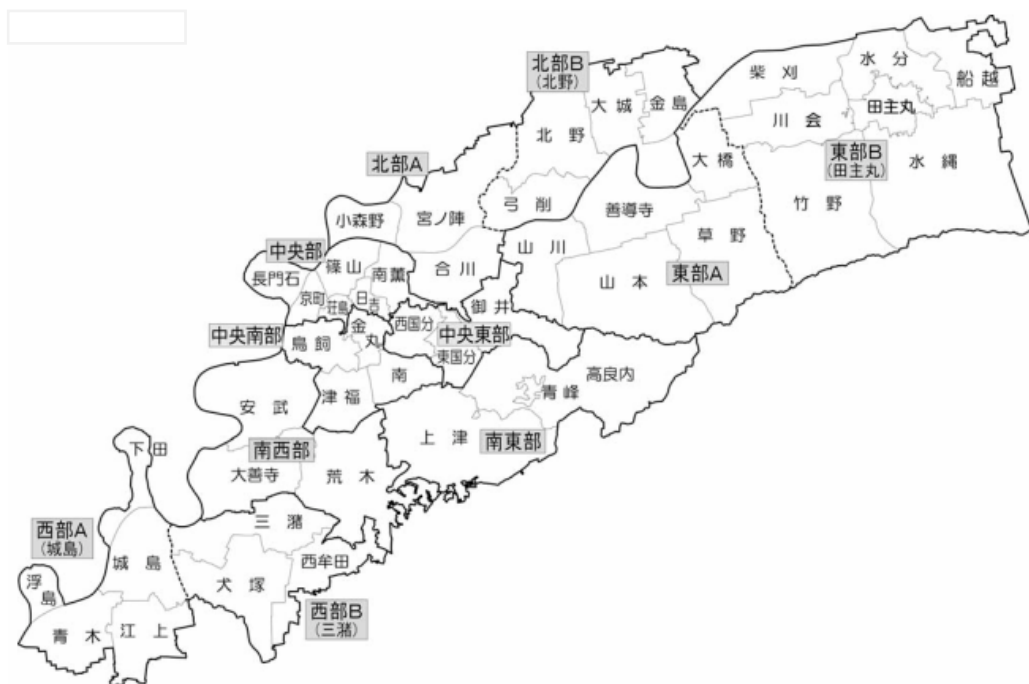 北部B
(北野)
柴刈
水分
船越
大城
金島
田主丸
川会
北野
大橋
東部B
(田主丸)
水縄
北部A
竹野
弓削
善導寺
小森野
宮ノ陣
草野
山川
中央部
篠山
合川
長門石
南薫
山本
東部A
京町
荘島
日吉
御井
中央南部
金丸
西国分
中央東部
鳥飼
東国分
南
高良内
津福
青峰
安武
上津
南東部
下田
南西部
大善寺
荒木
三潴
西部A
(城島)
城島
西牟田
浮島
犬塚
西部B
(三潴)
青木
江上